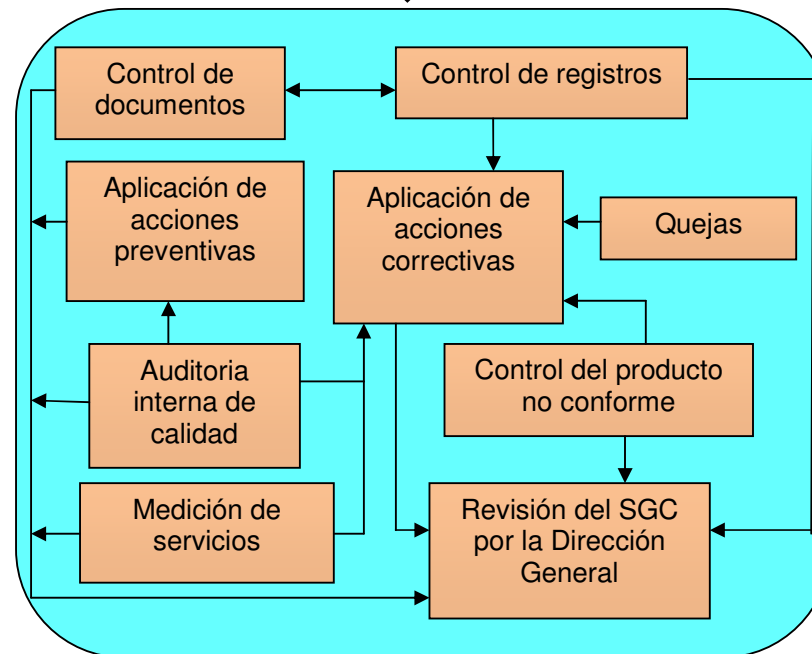 Control de
documentos
Control de registros
Aplicación de
acciones
preventivas
Aplicación de
acciones
correctivas
Quejas
Auditoria
interna de
calidad
Control del producto
no conforme
Medición de
servicios
Revisión del SGC
por la Dirección
General